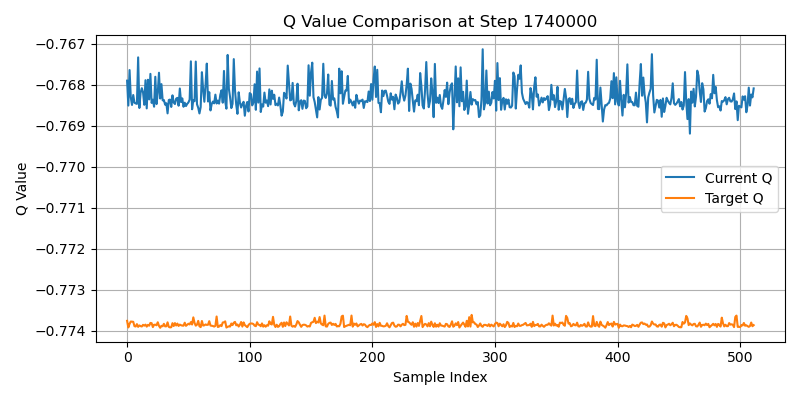 Q Value Comparison at Step 1740000
Q Value
−0.767
−0.768
−0.769
−0.770
−0.771
−0.772
−0.773
−0.774
Current Q
Target Q
0
100
200
300
400
500
Sample Index